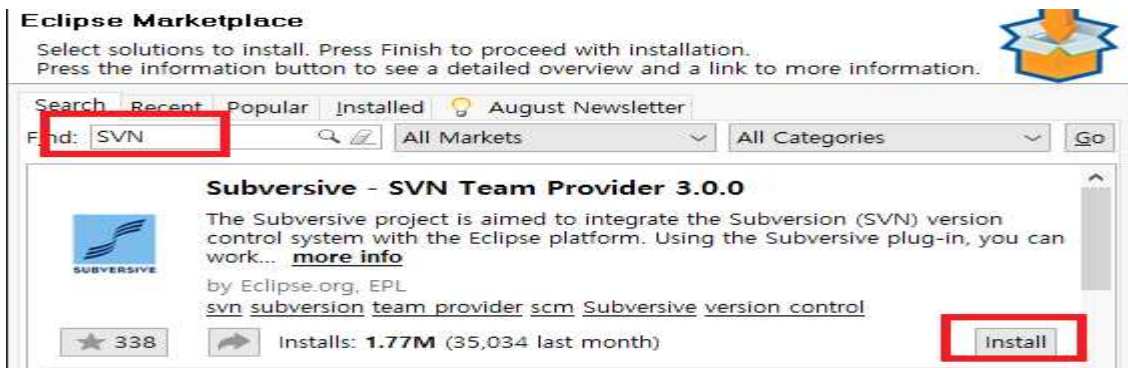 Eclipse Marketplace
Select solutions to install. Press Finish to proceed with installation.
Press the information button to see a detailed overview and a link to more information.
Search Recent Popular Installed August Newsletter
Find: SVN All Markets All Categories Go
Subversive - SVN Team Provider 3.0.0
The Subversive project is aimed to integrate the Subversion (SVN) version
control system with the Eclipse platform. Using the Subversive plug-in, you can
work... more info
SUBVERSIVE
by Eclipse.org, EPL
svn subversion team provider scm Subversive version control
338 Installs: 1.77M (35,034 last month) Install